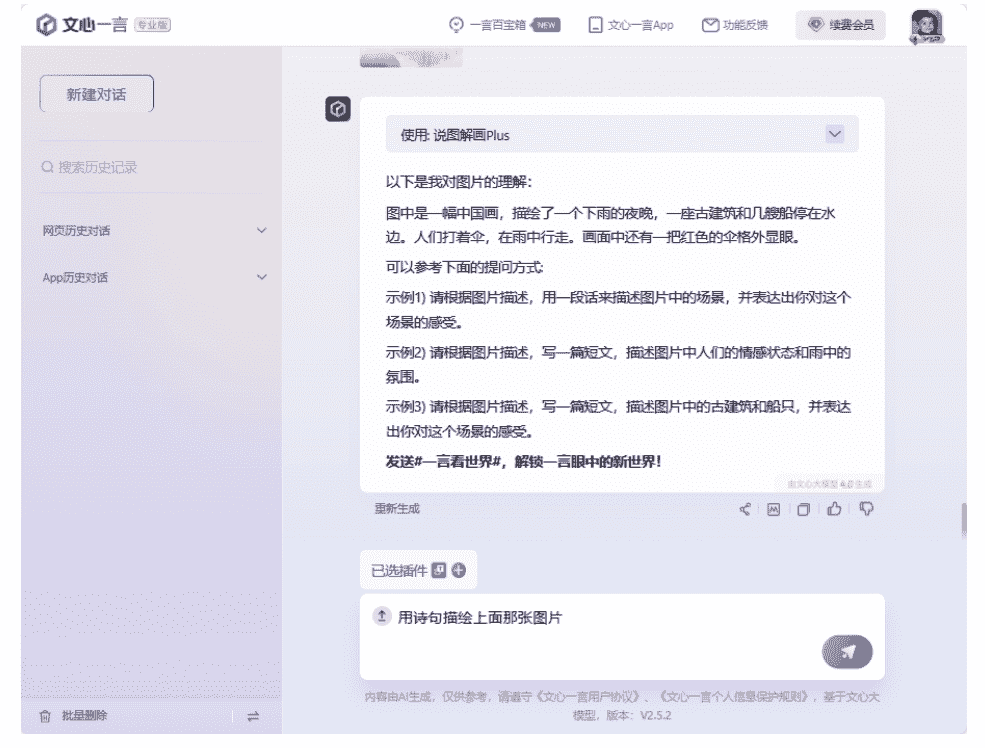 文心一言 专业版
一言百宝箱 NEW
文心一言App
功能反馈
续费会员
新建对话
搜索历史记录
网页历史对话
App历史对话
批量删除
使用: 说图解画Plus
以下是我对图片的理解：
图中是一幅中国画，描绘了一个下雨的夜晚，一座古建筑和几艘船停在水
边。人们打着伞，在雨中行走。画面中还有一把红色的伞格外显眼。
可以参考下面的提问方式:
示例1) 请根据图片描述，用一段话来描述图片中的场景，并表达出你对这个
场景的感受。
示例2) 请根据图片描述，写一篇短文，描述图片中人们的情感状态和雨中的
氛围。
示例3) 请根据图片描述，写一篇短文，描述图片中的古建筑和船只，并表达
出你对这个场景的感受。
发送#一言看世界#，解锁一言眼中的新世界！
由文心大模型4.0生成
重新生成
已选插件
用诗句描绘上面那张图片
内容由AI生成，仅供参考，请遵守《文心一言用户协议》、《文心一言个人信息保护规则》，基于文心大
模型，版本：V2.5.2